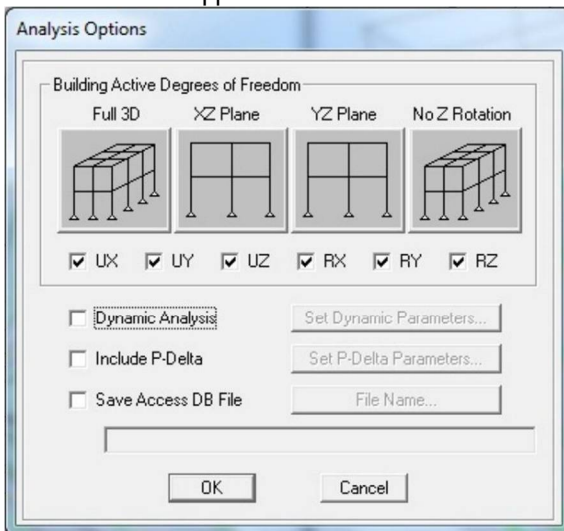 Analysis Options
Building Active Degrees of Freedom
Full 3D XZ Plane YZ Plane No Z Rotation
UX UY UZ RX RY RZ
Dynamic Analysis Set Dynamic Parameters...
Include P-Delta Set P-Delta Parameters...
Save Access DB File File Name...
OK Cancel